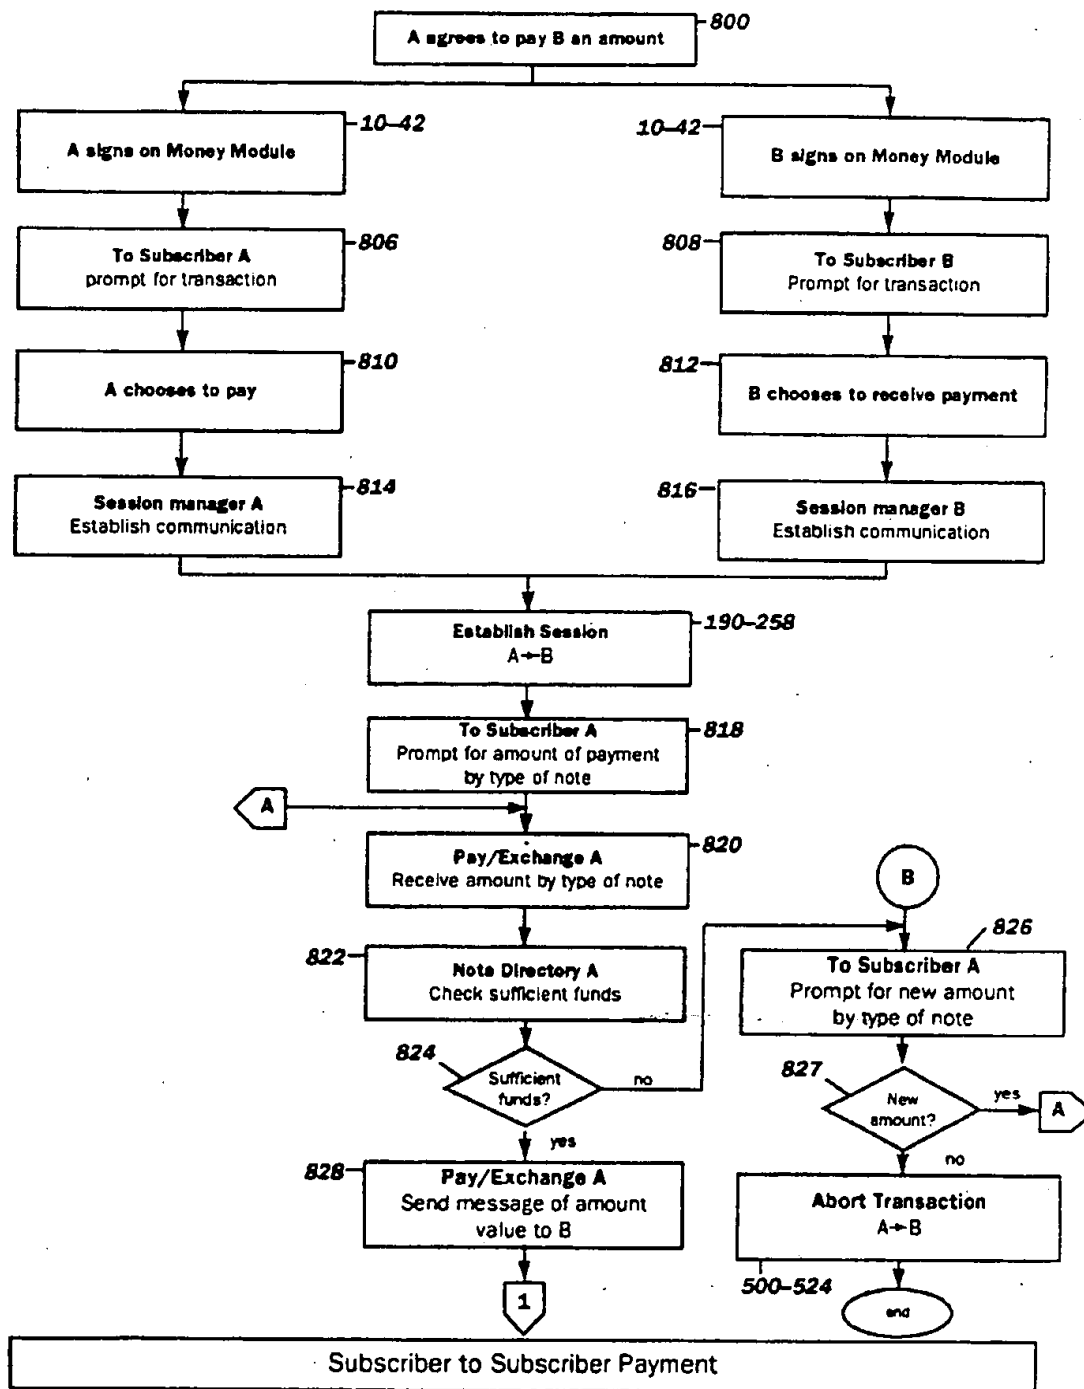 A agrees to pay B an amount
800
A signs on Money Module
10-42
10-42
B signs on Money Module
To Subscriber A
prompt for transaction
806
808
To Subscriber B
Prompt for transaction
A chooses to pay
810
812
B chooses to receive payment
Session manager A
Establish communication
814
816
Session manager B
Establish communication
Establish Session
A→B
190-258
To Subscriber A
Prompt for amount of payment
by type of note
818
A
Pay/Exchange A
Receive amount by type of note
820
B
822
Note Directory A
Check sufficient funds
826
To Subscriber A
Prompt for new amount
by type of note
824
Sufficient
funds?
no
yes
827
New
amount?
yes
A
no
828
Pay/Exchange A
Send message of amount
value to B
Abort Transaction
A→B
500-524
1
end
Subscriber to Subscriber Payment